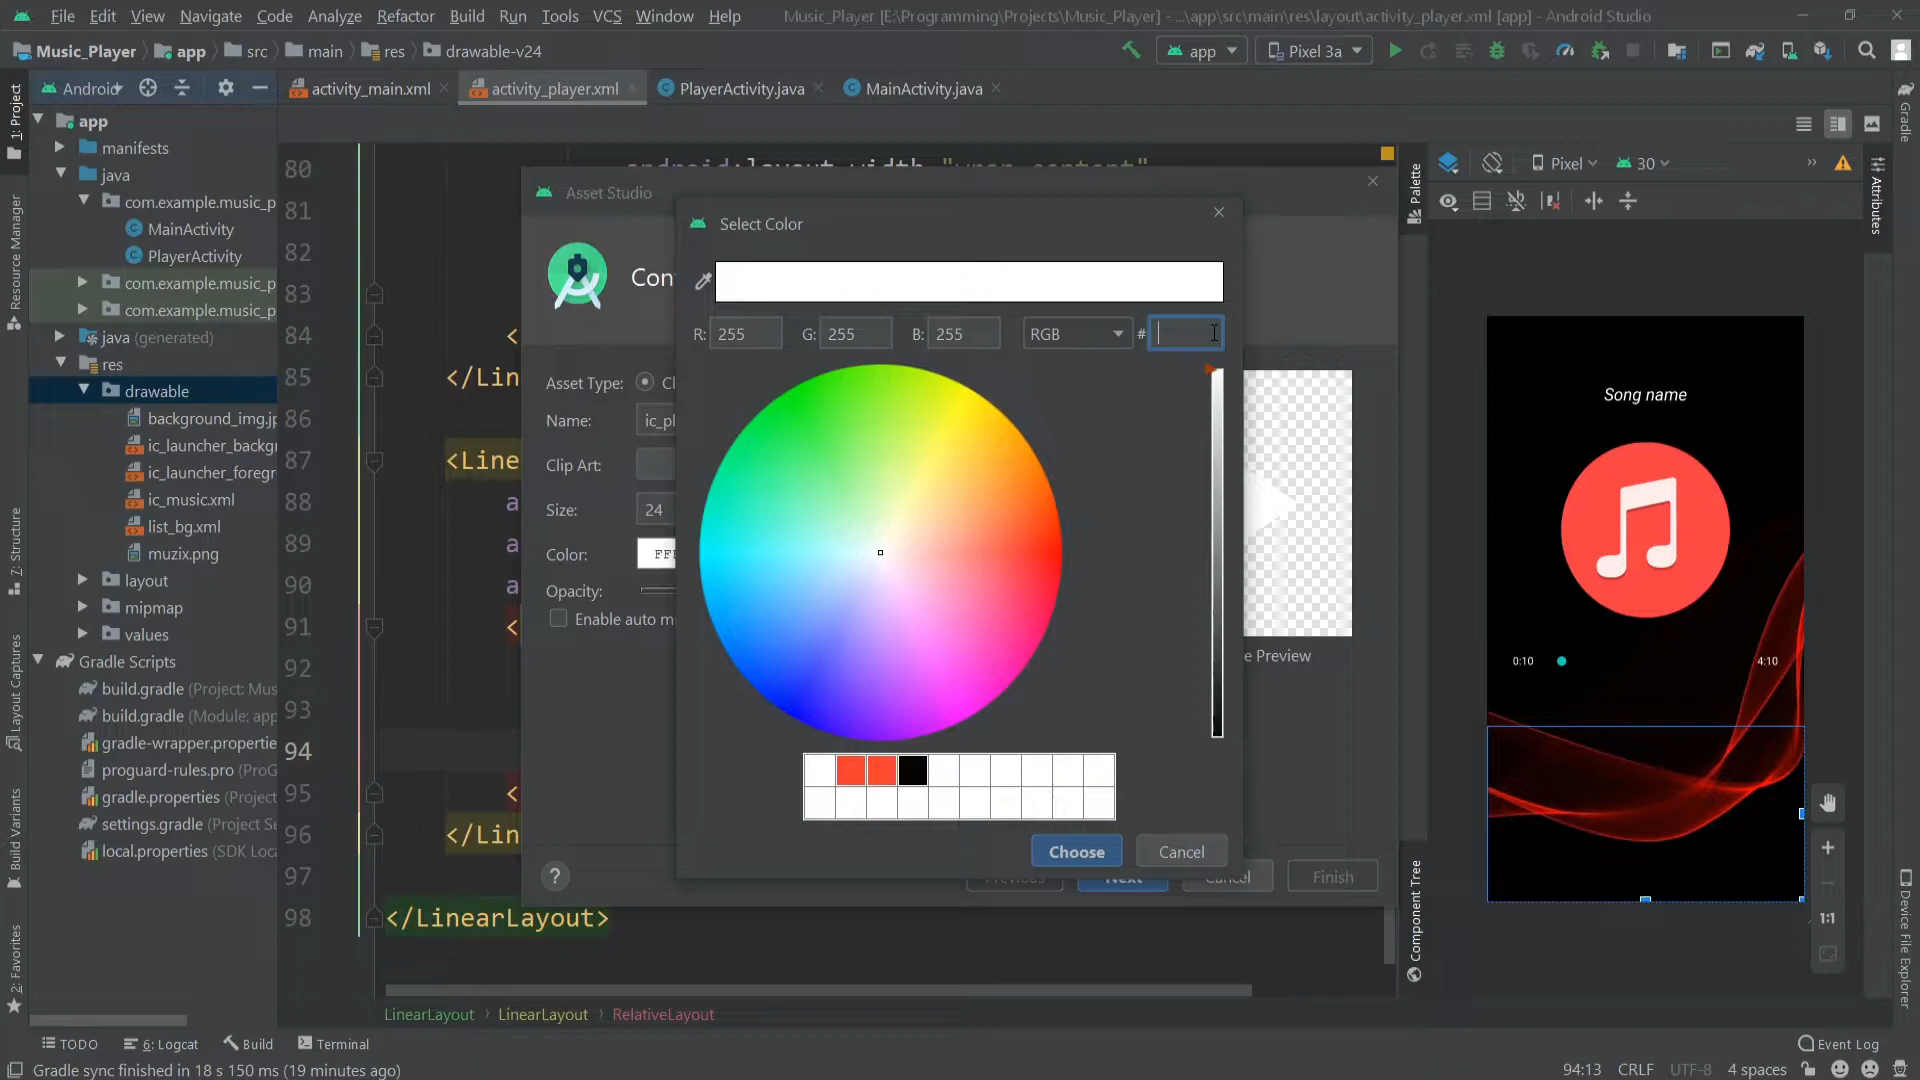 File Edit View Navigate Code Analyze Refactor Build Run Tools VCS Window Help Music_Player [E:\Programming\Projects\Music_Player] - ...\app\src\main\res\layout\activity_player.xml [app] - Android Studio
Music_Player app src main res drawable-v24 app Pixel 3a
Android activity_main.xml activity_player.xml PlayerActivity.java MainActivity.java
1: Project
Resource Manager
7: Structure
Layout Captures
Build Variants
2: Favorites
app
manifests
java
com.example.music_p
MainActivity
PlayerActivity
com.example.music_p
com.example.music_p
java (generated)
res
drawable
background_img.jp
ic_launcher_backgr
ic_launcher_foregr
ic_music.xml
list_bg.xml
muzix.png
layout
mipmap
values
Gradle Scripts
build.gradle (Project: Mus
build.gradle (Module: app
gradle-wrapper.propertie
proguard-rules.pro (ProG
gradle.properties (Project
settings.gradle (Project Se
local.properties (SDK Loca
80
81
82
83
84 <
85 </Lin
86
87 <Line
88 a
89 a
90 a
91 <
92
93
94
95 <
96 </Lin
97
98 </LinearLayout>
Asset Studio
Con
Asset Type: Cl
Name: ic_pl
Clip Art:
Size: 24
Color: FFF
Opacity:
Enable auto m
e Preview
? Previous Next Cancel Finish
Select Color
R: 255 G: 255 B: 255 RGB #
Choose Cancel
LinearLayout LinearLayout RelativeLayout
Palette
Component Tree
Pixel 30
Song name
0:10 4:10
1:1
Gradle
Attributes
Device File Explorer
TODO 6: Logcat Build Terminal Event Log
Gradle sync finished in 18 s 150 ms (19 minutes ago) 94:13 CRLF UTF-8 4 spaces